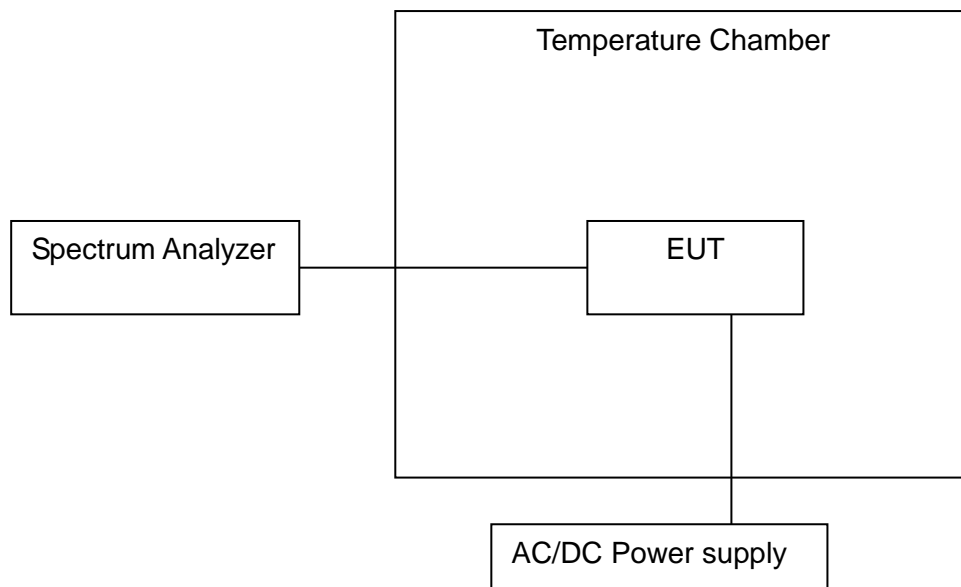 Temperature Chamber
Spectrum Analyzer
EUT
AC/DC Power supply